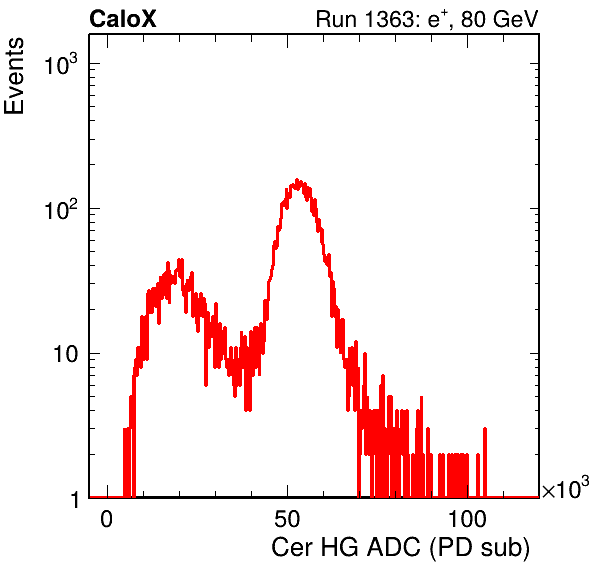 CaloX Run 1363: e⁺, 80 GeV
Events
10³
10²
10
1
0 50 100 ×10³
Cer HG ADC (PD sub)